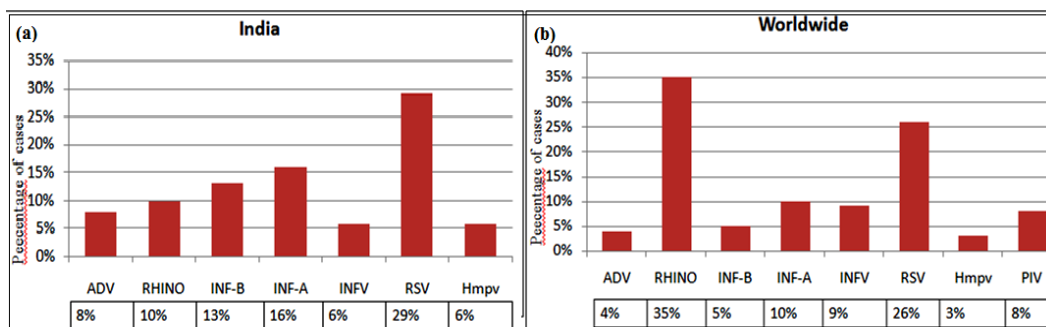 (a)
India
35%
30%
25%
20%
15%
10%
5%
0%
Peecentage of cases
ADV RHINO INF-B INF-A INFV RSV Hmpv
8% 10% 13% 16% 6% 29% 6%
(b)
Worldwide
40%
35%
30%
25%
20%
15%
10%
5%
0%
Peecentage of cases
ADV RHINO INF-B INF-A INFV RSV Hmpv PIV
4% 35% 5% 10% 9% 26% 3% 8%